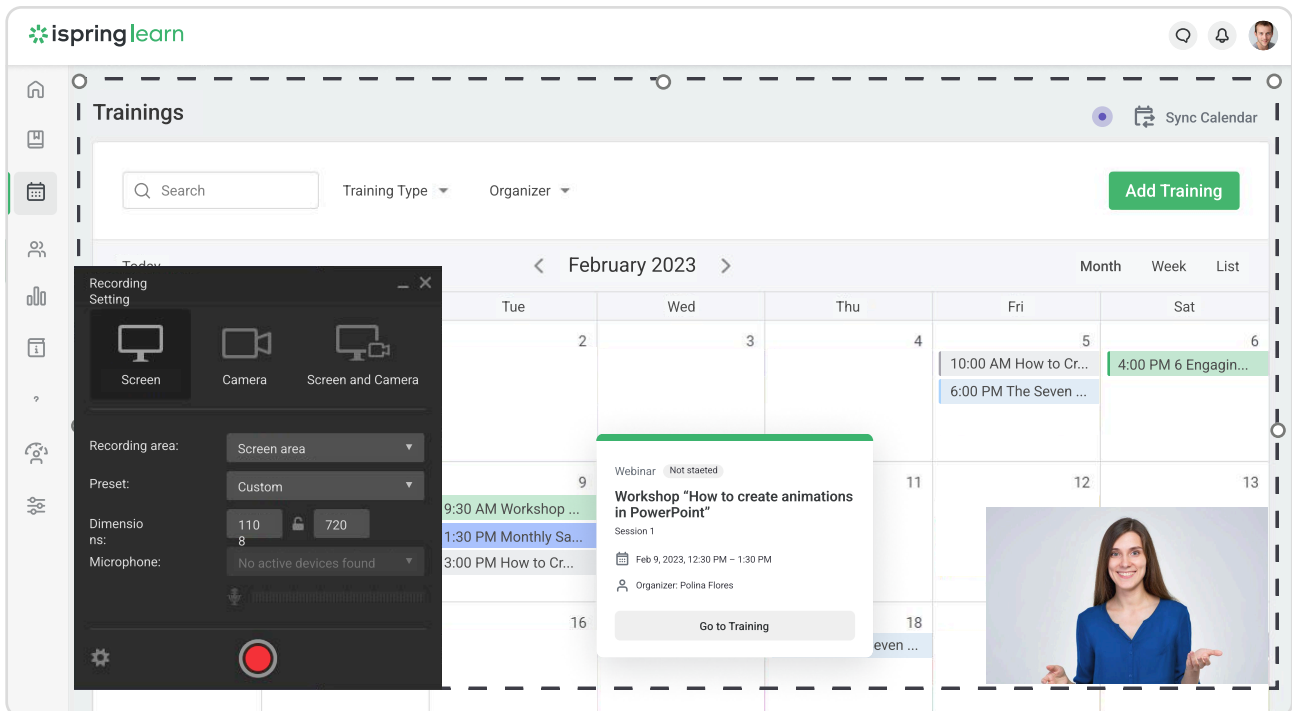 ispring learn
Trainings
Sync Calendar
Search
Training Type
Organizer
Add Training
Today
February 2023
Month
Week
List
Tue
Wed
Thu
Fri
Sat
2
3
4
5
6
10:00 AM How to Cr...
4:00 PM 6 Engagin...
6:00 PM The Seven ...
9
11
12
13
9:30 AM Workshop ...
1:30 PM Monthly Sa...
3:00 PM How to Cr...
16
18
even ...
Webinar
Not staeted
Workshop “How to create animations
in PowerPoint”
Session 1
Feb 9, 2023, 12:30 PM – 1:30 PM
Organizer: Polina Flores
Go to Training
Recording
Setting
Screen
Camera
Screen and Camera
Recording area:
Screen area
Preset:
Custom
Dimensio
ns:
110
8
720
Microphone:
No active devices found